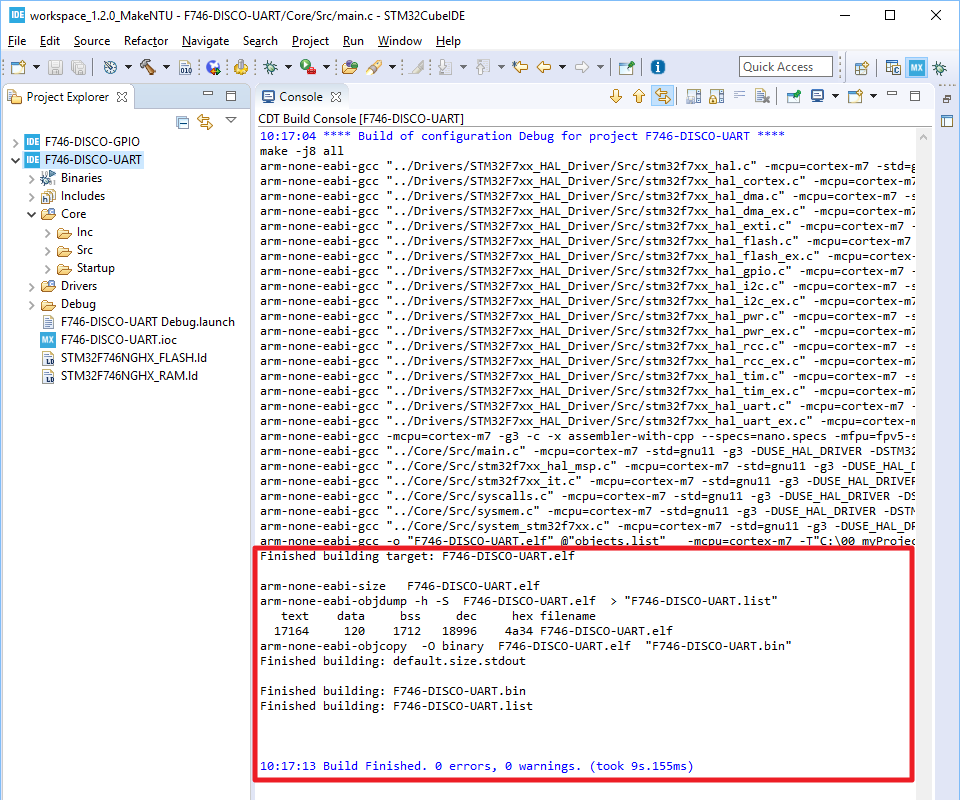 IDE workspace_1.2.0_MakeNTU - F746-DISCO-UART/Core/Src/main.c - STM32CubeIDE
File Edit Source Refactor Navigate Search Project Run Window Help
010
Quick Access
MX
Project Explorer
IDE F746-DISCO-GPIO
IDE F746-DISCO-UART
Binaries
Includes
Core
Inc
Src
Startup
Drivers
Debug
F746-DISCO-UART Debug.launch
MX F746-DISCO-UART.ioc
STM32F746NGHX_FLASH.ld
STM32F746NGHX_RAM.ld
Console
CDT Build Console [F746-DISCO-UART]
10:17:04 **** Build of configuration Debug for project F746-DISCO-UART ****
make -j8 all
arm-none-eabi-gcc "../Drivers/STM32F7xx_HAL_Driver/Src/stm32f7xx_hal.c" -mcpu=cortex-m7 -std=g
arm-none-eabi-gcc "../Drivers/STM32F7xx_HAL_Driver/Src/stm32f7xx_hal_cortex.c" -mcpu=cortex-m7
arm-none-eabi-gcc "../Drivers/STM32F7xx_HAL_Driver/Src/stm32f7xx_hal_dma.c" -mcpu=cortex-m7 -s
arm-none-eabi-gcc "../Drivers/STM32F7xx_HAL_Driver/Src/stm32f7xx_hal_dma_ex.c" -mcpu=cortex-m7
arm-none-eabi-gcc "../Drivers/STM32F7xx_HAL_Driver/Src/stm32f7xx_hal_exti.c" -mcpu=cortex-m7 -
arm-none-eabi-gcc "../Drivers/STM32F7xx_HAL_Driver/Src/stm32f7xx_hal_flash.c" -mcpu=cortex-m7
arm-none-eabi-gcc "../Drivers/STM32F7xx_HAL_Driver/Src/stm32f7xx_hal_flash_ex.c" -mcpu=cortex-
arm-none-eabi-gcc "../Drivers/STM32F7xx_HAL_Driver/Src/stm32f7xx_hal_gpio.c" -mcpu=cortex-m7 -
arm-none-eabi-gcc "../Drivers/STM32F7xx_HAL_Driver/Src/stm32f7xx_hal_i2c.c" -mcpu=cortex-m7 -s
arm-none-eabi-gcc "../Drivers/STM32F7xx_HAL_Driver/Src/stm32f7xx_hal_i2c_ex.c" -mcpu=cortex-m7
arm-none-eabi-gcc "../Drivers/STM32F7xx_HAL_Driver/Src/stm32f7xx_hal_pwr.c" -mcpu=cortex-m7 -s
arm-none-eabi-gcc "../Drivers/STM32F7xx_HAL_Driver/Src/stm32f7xx_hal_pwr_ex.c" -mcpu=cortex-m7
arm-none-eabi-gcc "../Drivers/STM32F7xx_HAL_Driver/Src/stm32f7xx_hal_rcc.c" -mcpu=cortex-m7 -s
arm-none-eabi-gcc "../Drivers/STM32F7xx_HAL_Driver/Src/stm32f7xx_hal_rcc_ex.c" -mcpu=cortex-m7
arm-none-eabi-gcc "../Drivers/STM32F7xx_HAL_Driver/Src/stm32f7xx_hal_tim.c" -mcpu=cortex-m7 -s
arm-none-eabi-gcc "../Drivers/STM32F7xx_HAL_Driver/Src/stm32f7xx_hal_tim_ex.c" -mcpu=cortex-m7
arm-none-eabi-gcc "../Drivers/STM32F7xx_HAL_Driver/Src/stm32f7xx_hal_uart.c" -mcpu=cortex-m7 -
arm-none-eabi-gcc "../Drivers/STM32F7xx_HAL_Driver/Src/stm32f7xx_hal_uart_ex.c" -mcpu=cortex-m
arm-none-eabi-gcc -mcpu=cortex-m7 -g3 -c -x assembler-with-cpp --specs=nano.specs -mfpu=fpv5-s
arm-none-eabi-gcc "../Core/Src/main.c" -mcpu=cortex-m7 -std=gnu11 -g3 -DUSE_HAL_DRIVER -DSTM32
arm-none-eabi-gcc "../Core/Src/stm32f7xx_hal_msp.c" -mcpu=cortex-m7 -std=gnu11 -g3 -DUSE_HAL_D
arm-none-eabi-gcc "../Core/Src/stm32f7xx_it.c" -mcpu=cortex-m7 -std=gnu11 -g3 -DUSE_HAL_DRIVER
arm-none-eabi-gcc "../Core/Src/syscalls.c" -mcpu=cortex-m7 -std=gnu11 -g3 -DUSE_HAL_DRIVER -DS
arm-none-eabi-gcc "../Core/Src/sysmem.c" -mcpu=cortex-m7 -std=gnu11 -g3 -DUSE_HAL_DRIVER -DSTM
arm-none-eabi-gcc "../Core/Src/system_stm32f7xx.c" -mcpu=cortex-m7 -std=gnu11 -g3 -DUSE_HAL_DR
arm-none-eabi-gcc -o "F746-DISCO-UART.elf" @"objects.list" -mcpu=cortex-m7 -T"C:\00_myProjec
Finished building target: F746-DISCO-UART.elf
arm-none-eabi-size F746-DISCO-UART.elf
arm-none-eabi-objdump -h -S F746-DISCO-UART.elf > "F746-DISCO-UART.list"
text data bss dec hex filename
17164 120 1712 18996 4a34 F746-DISCO-UART.elf
arm-none-eabi-objcopy -O binary F746-DISCO-UART.elf "F746-DISCO-UART.bin"
Finished building: default.size.stdout
Finished building: F746-DISCO-UART.bin
Finished building: F746-DISCO-UART.list
10:17:13 Build Finished. 0 errors, 0 warnings. (took 9s.155ms)